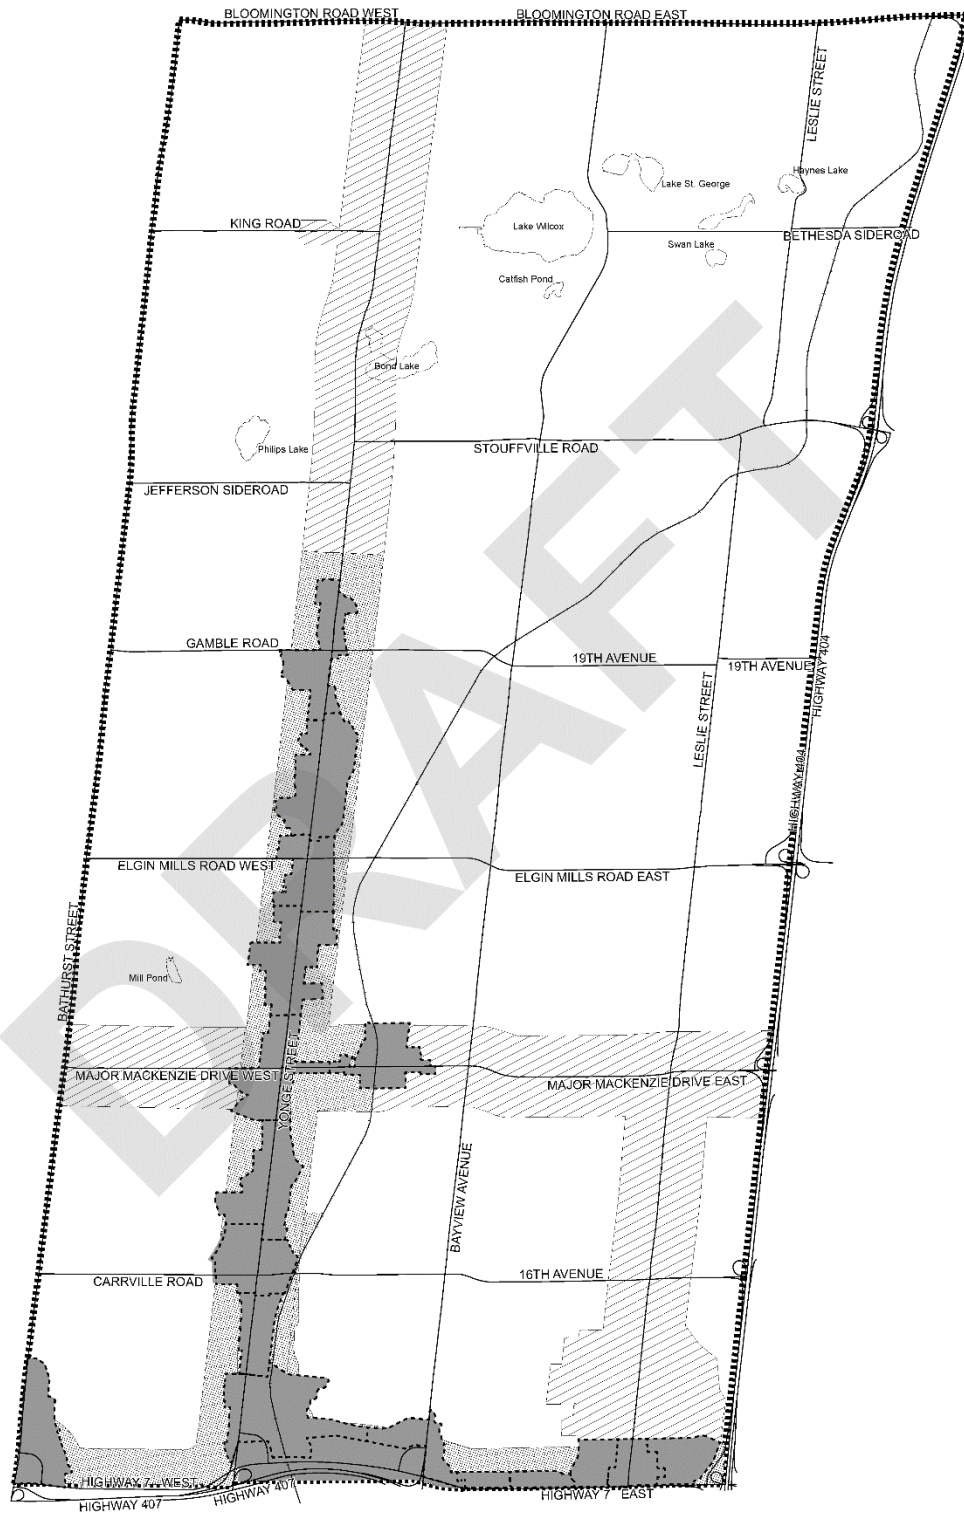 BLOOMINGTON ROAD WEST
BLOOMINGTON ROAD EAST
LESLIE STREET
Haynes Lake
Lake St. George
KING ROAD
Lake Wilcox
BETHESDA SIDEROAD
Swan Lake
Catfish Pond
Bond Lake
Philips Lake
STOUFFVILLE ROAD
JEFFERSON SIDEROAD
DRAFT
GAMBLE ROAD
19TH AVENUE
19TH AVENUE
HIGHWAY 404
LESLIE STREET
HIGHWAY 404
ELGIN MILLS ROAD WEST
ELGIN MILLS ROAD EAST
BATHURST STREET
Mill Pond
YONGE STREET
MAJOR MACKENZIE DRIVE WEST
MAJOR MACKENZIE DRIVE EAST
BAYVIEW AVENUE
CARRVILLE ROAD
16TH AVENUE
HIGHWAY 7 WEST
HIGHWAY 407
HIGHWAY 407
HIGHWAY 7 EAST